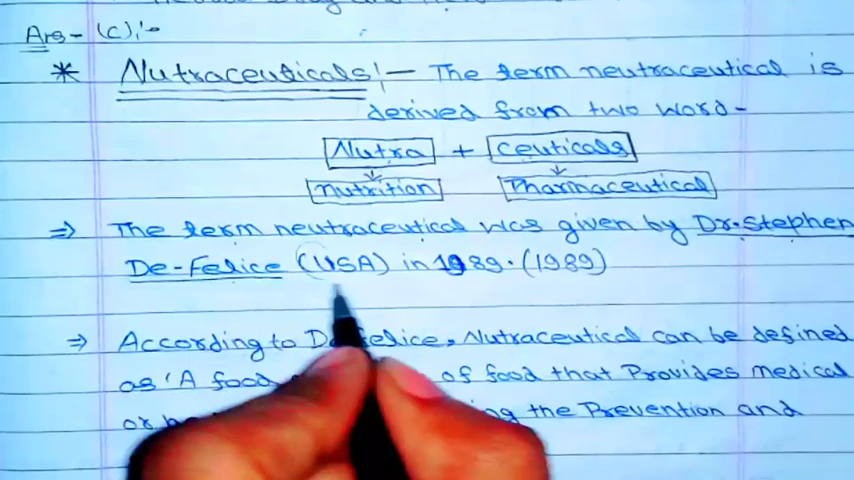 Ans- (C):-
* Nutraceuticals:- The term neutraceutical is
derived from two word-
Nutra + ceuticals
Nutrition Pharmaceutical
⇒ The term neutraceutical was given by Dr. Stephen
De-Felice (USA) in 1989. (1989)
⇒ According to De felice, Nutraceutical can be defined
as 'A food of food that Provides medical
or the Prevention and